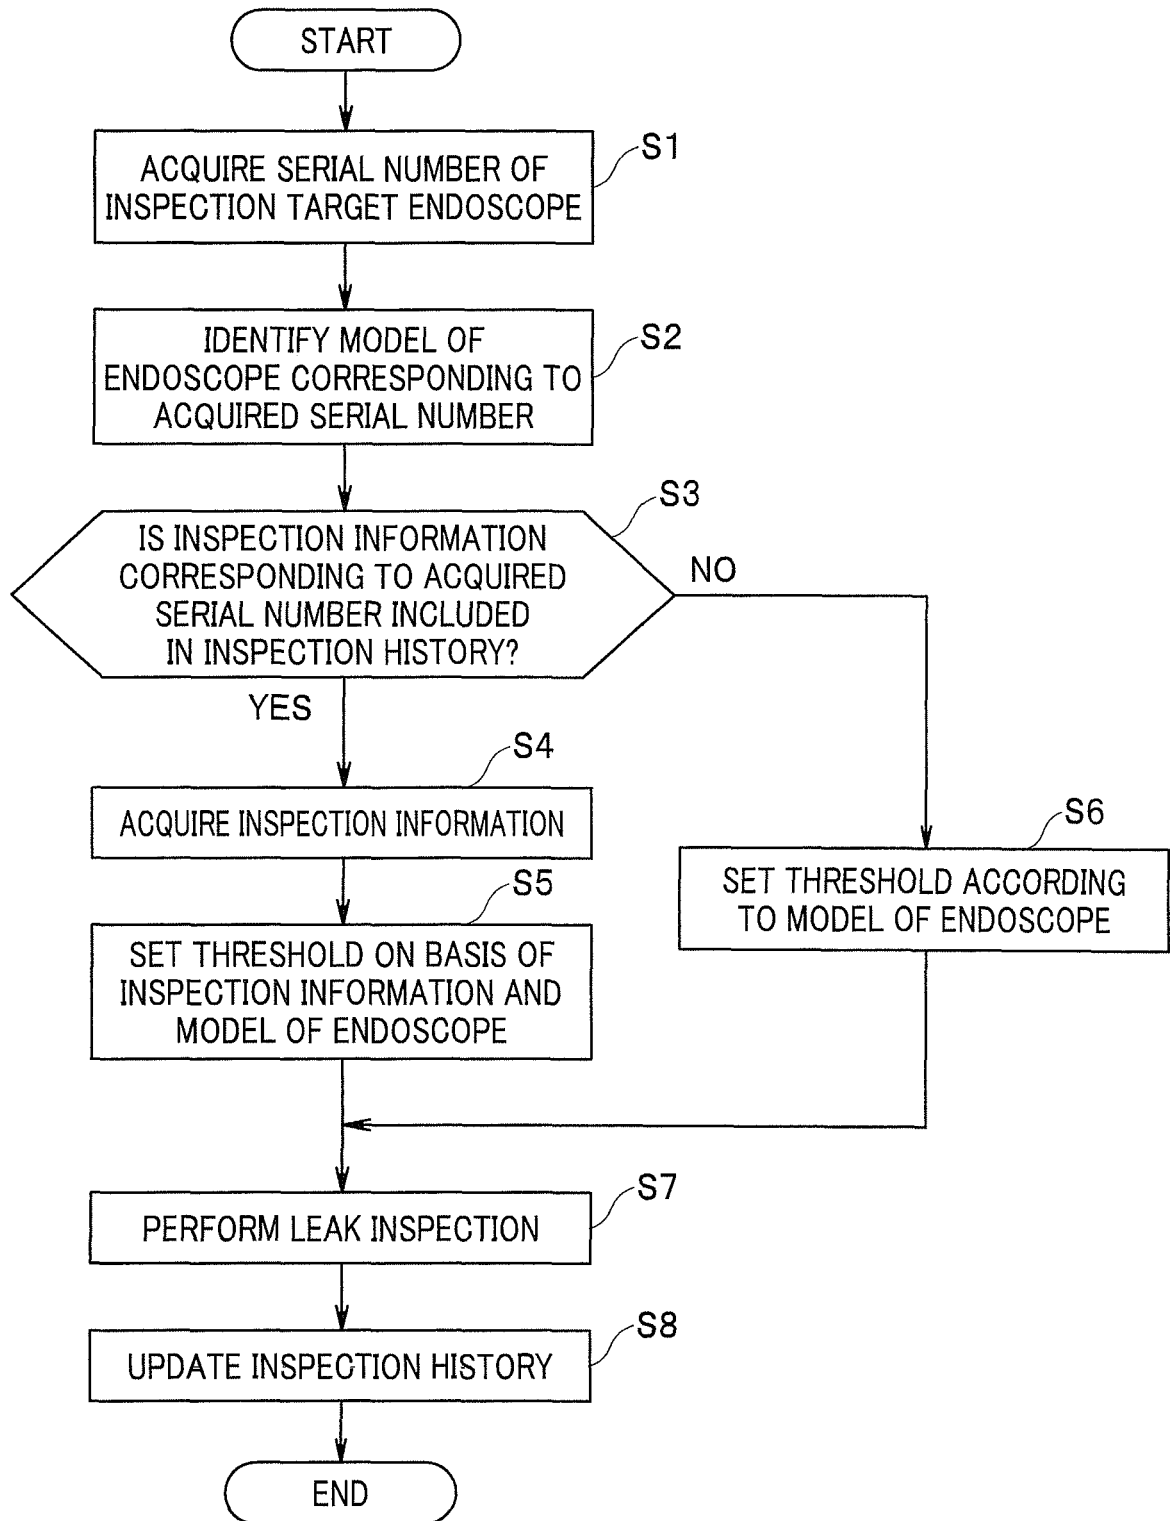 START
S1
ACQUIRE SERIAL NUMBER OF
INSPECTION TARGET ENDOSCOPE
S2
IDENTIFY MODEL OF
ENDOSCOPE CORRESPONDING TO
ACQUIRED SERIAL NUMBER
S3
IS INSPECTION INFORMATION
CORRESPONDING TO ACQUIRED
SERIAL NUMBER INCLUDED
IN INSPECTION HISTORY?
NO
YES
S4
ACQUIRE INSPECTION INFORMATION
S5
SET THRESHOLD ON BASIS OF
INSPECTION INFORMATION AND
MODEL OF ENDOSCOPE
S6
SET THRESHOLD ACCORDING
TO MODEL OF ENDOSCOPE
S7
PERFORM LEAK INSPECTION
S8
UPDATE INSPECTION HISTORY
END